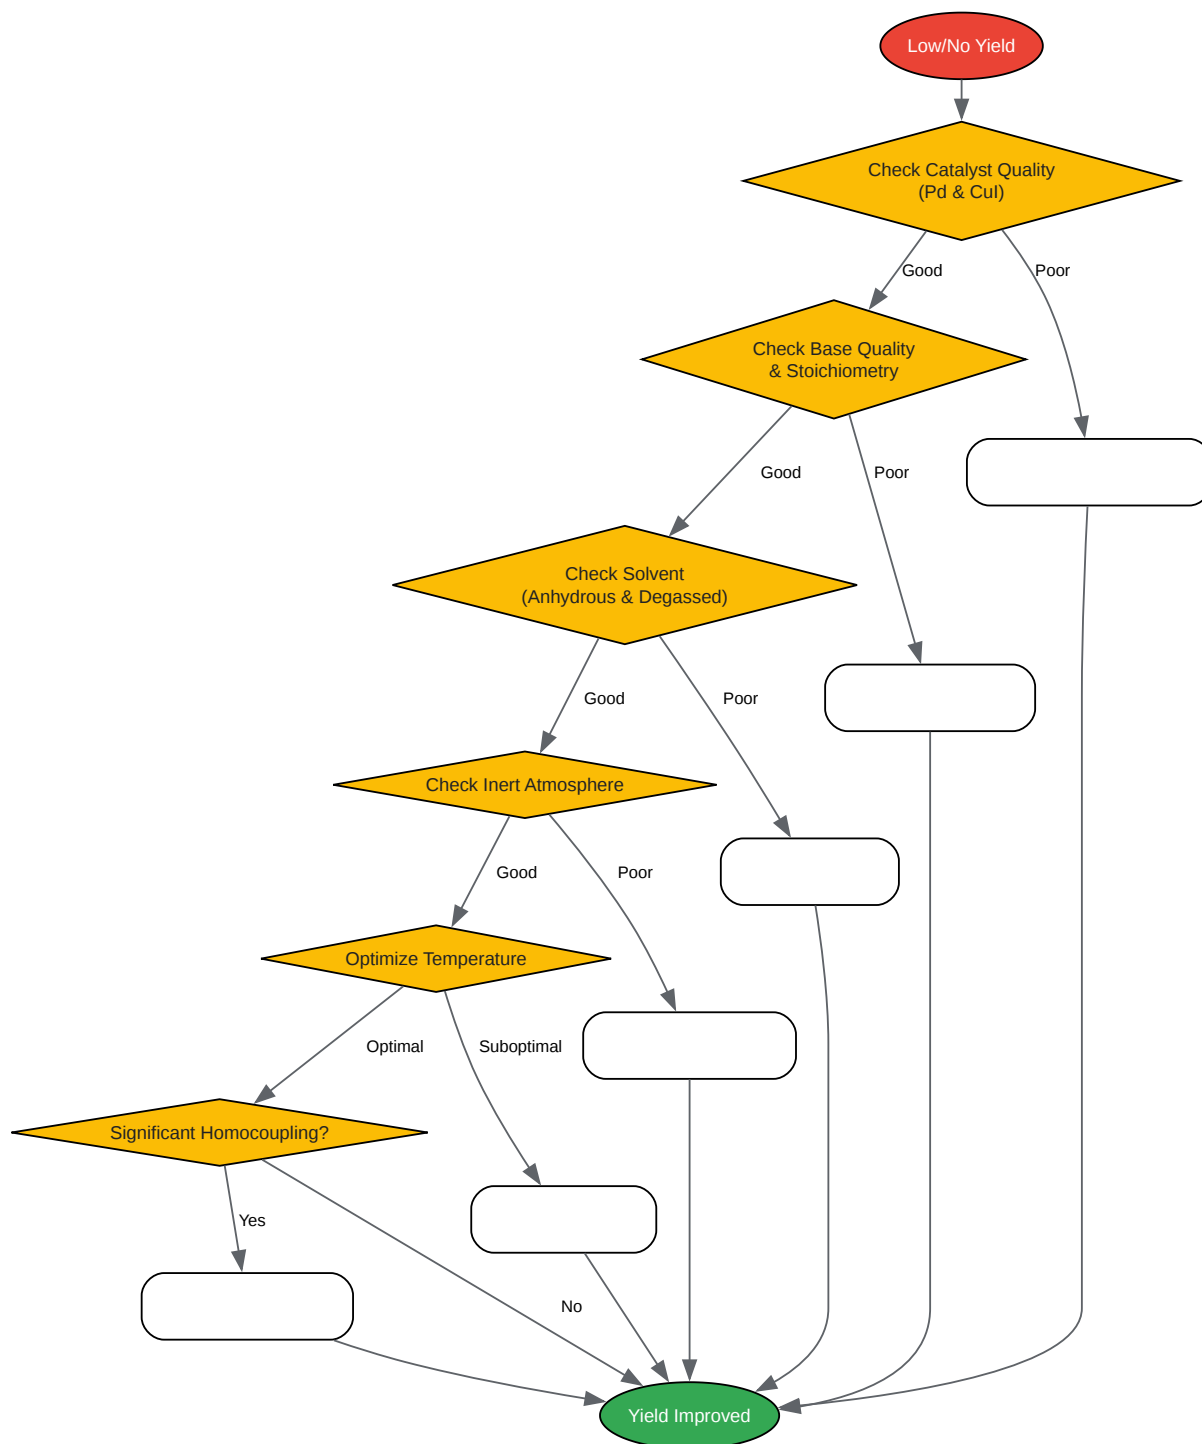 Low/No Yield
Check Catalyst Quality
(Pd & CuI)
Good
Poor
Check Base Quality
& Stoichiometry
Good
Poor
Check Solvent
(Anhydrous & Degassed)
Good
Poor
Check Inert Atmosphere
Good
Poor
Optimize Temperature
Optimal
Suboptimal
Significant Homocoupling?
Yes
No
Yield Improved